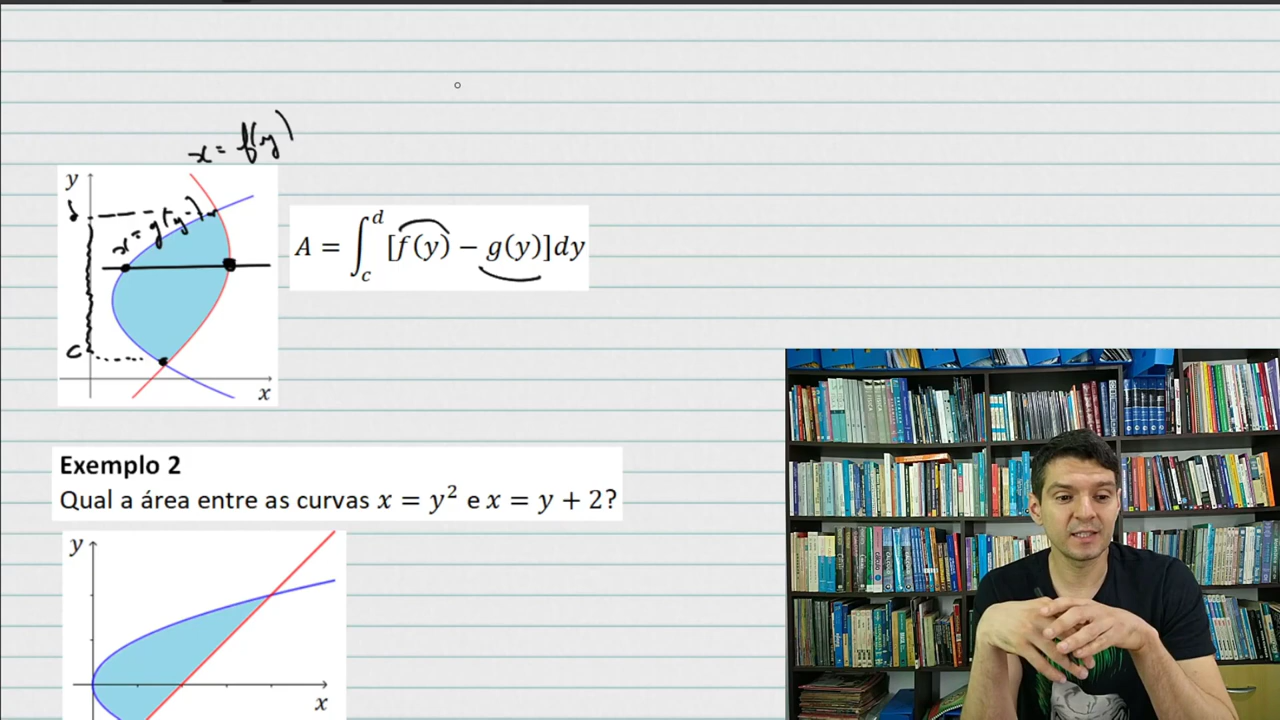 x = f(y)
y
d
x = g(y)
A = ∫_c^d [f(y) − g(y)]dy
c
x
Exemplo 2
Qual a área entre as curvas x = y² e x = y + 2?
y
x